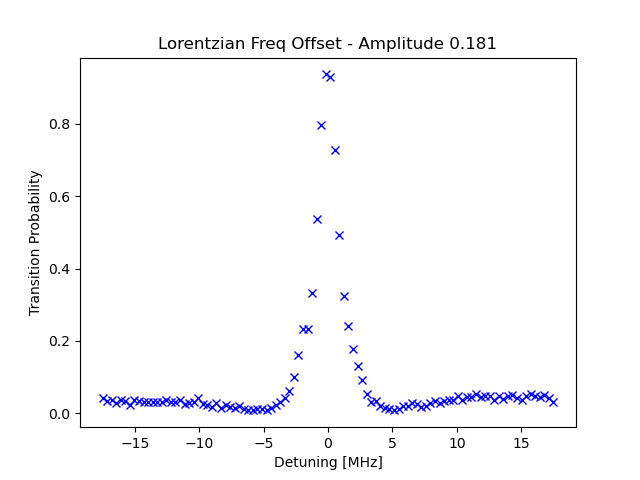 Lorentzian Freq Offset - Amplitude 0.181
Transition Probability
0.8
0.6
0.4
0.2
0.0
−15 −10 −5 0 5 10 15
Detuning [MHz]